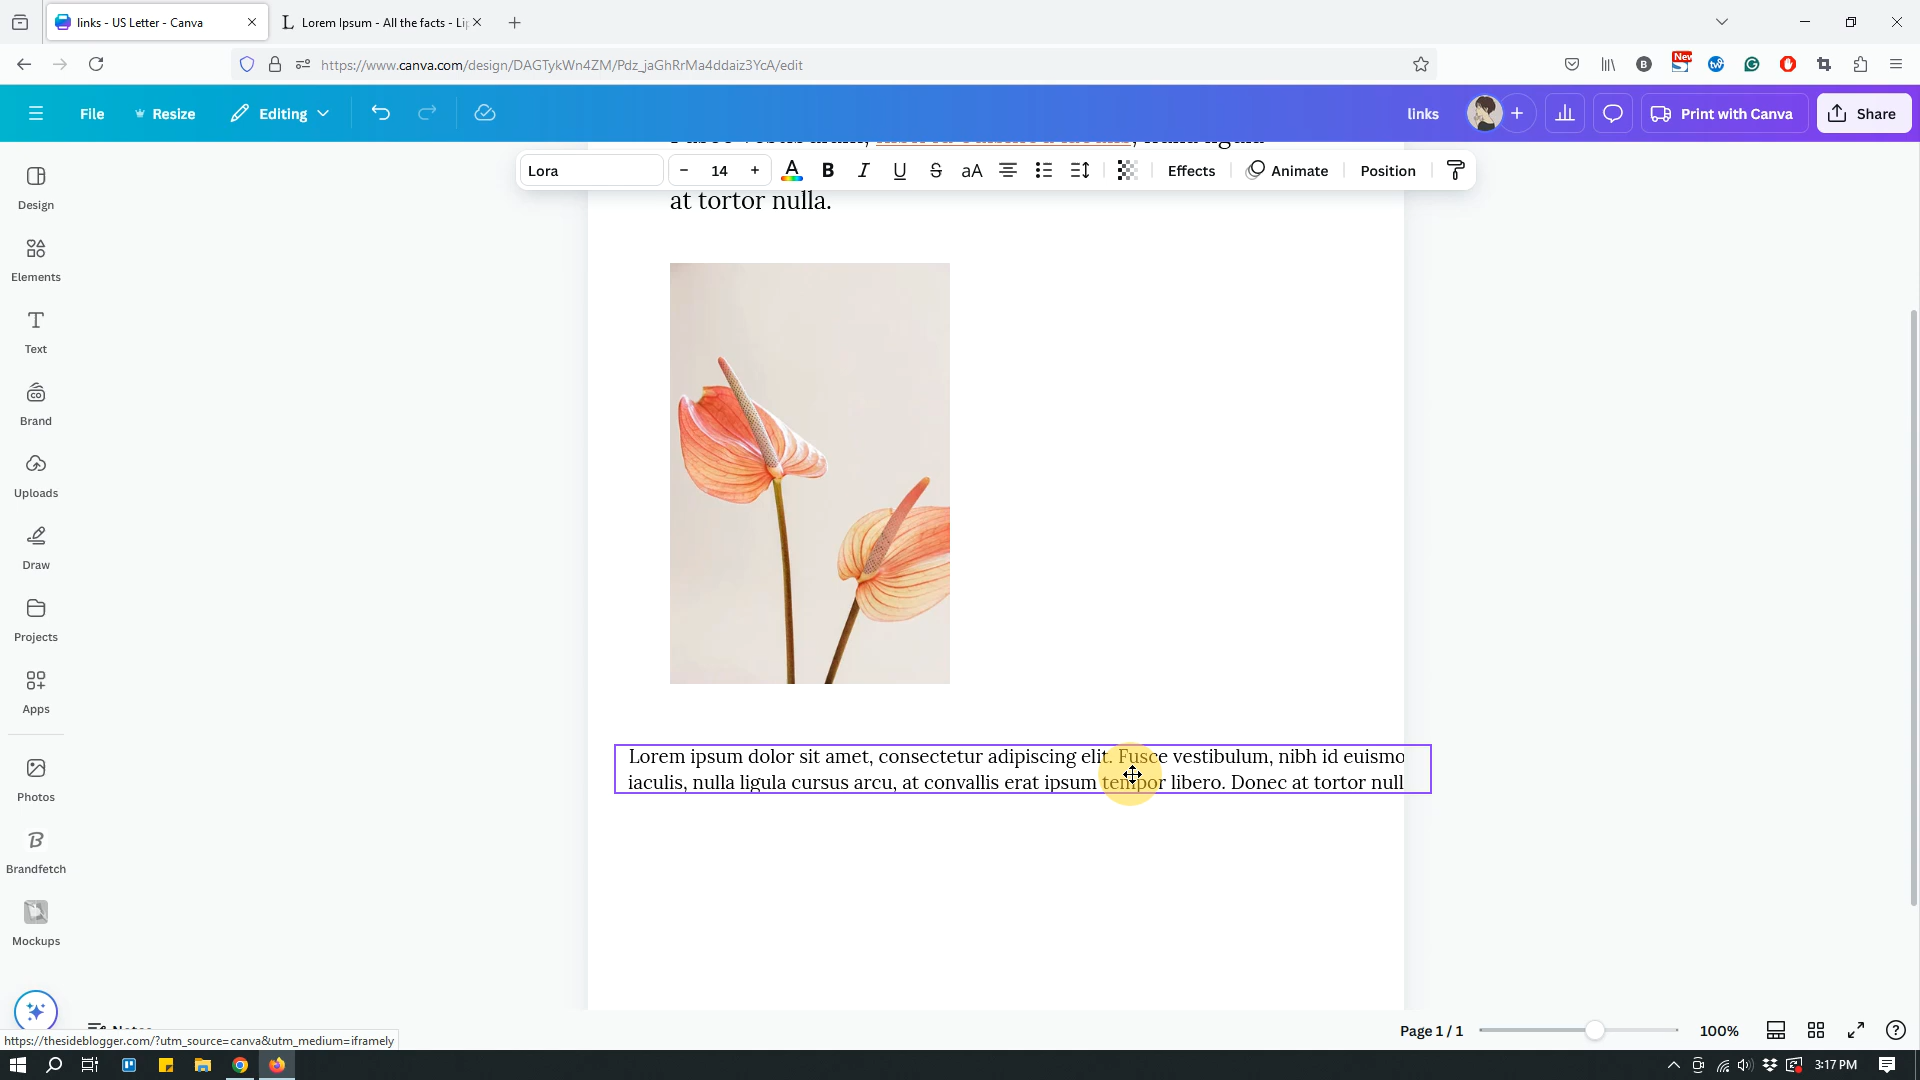 links - US Letter - Canva
Lorem Ipsum - All the facts - Li
https://www.canva.com/design/DAGTykWn4ZM/Pdz_jaGhRrMa4ddaiz3YcA/edit
New
File
Resize
Editing
links
Print with Canva
Share
Lora
14
aA
Effects
Animate
Position
at tortor nulla.
Design
Elements
Text
Brand
Uploads
Draw
Projects
Apps
Photos
Brandfetch
Mockups
Lorem ipsum dolor sit amet, consectetur adipiscing elit. Fusce vestibulum, nibh id euismo
iaculis, nulla ligula cursus arcu, at convallis erat ipsum tempor libero. Donec at tortor null
Notes
Page 1 / 1
100%
https://thesideblogger.com/?utm_source=canva&utm_medium=iframely
3:17 PM